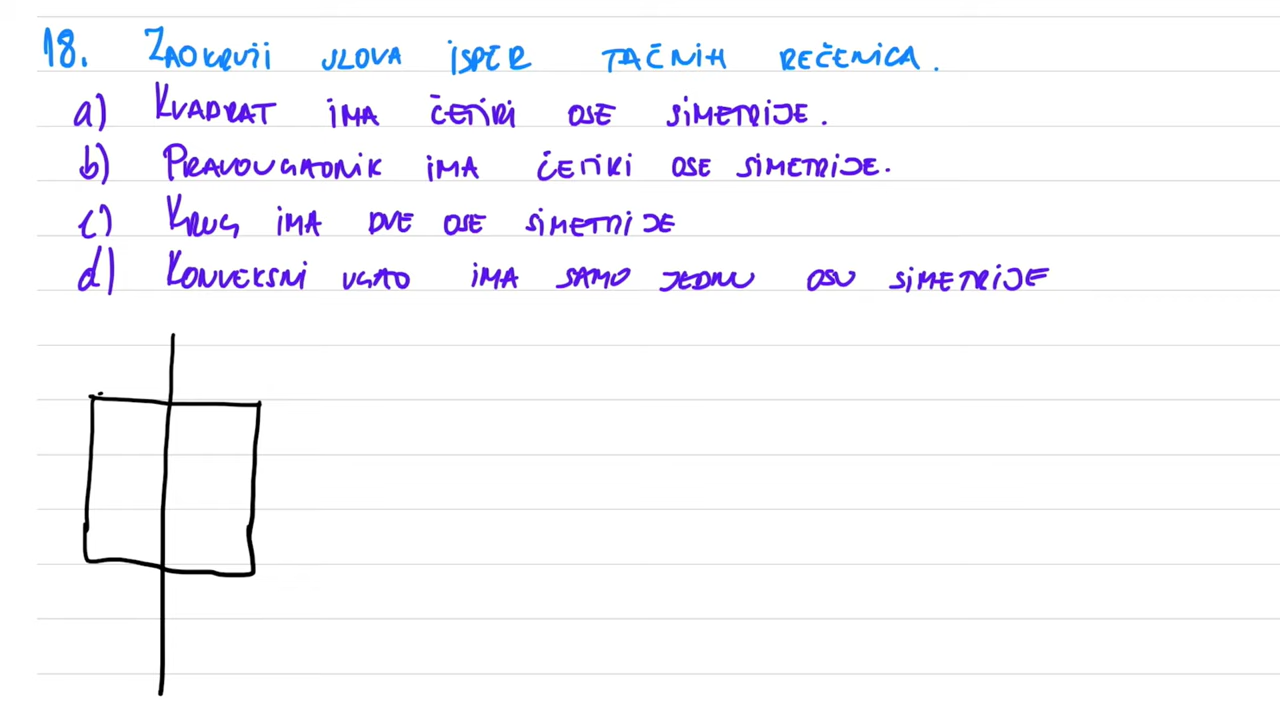 18. ZAOKRUŽI SLOVA ISPER TAČNIH REČENICA.
a) KVADRAT IMA ČETIRI OSE SIMETRIJE.
b) PRAVOUGAONIK IMA ČETIRI OSE SIMETRIJE.
c) KRUG IMA DVE OSE SIMETRIJE
d) KONVEKSNI UGAO IMA SAMO JEDNU OSU SIMETRIJE